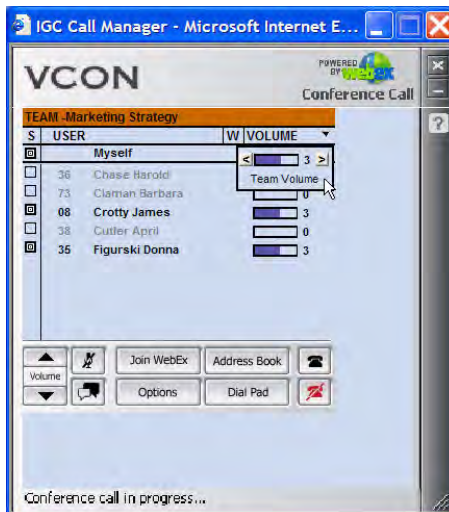 IGC Call Manager - Microsoft Internet E...
VCON
POWERED
BY webex
Conference Call
TEAM -Marketing Strategy
S USER W VOLUME
Myself < 3 >
Team Volume
36 Chase Harold
73 Claman Barbara 0
08 Crotty James 3
38 Cutler April 0
35 Figurski Donna 3
Join WebEx Address Book
Volume
Options Dial Pad
Conference call in progress...
?